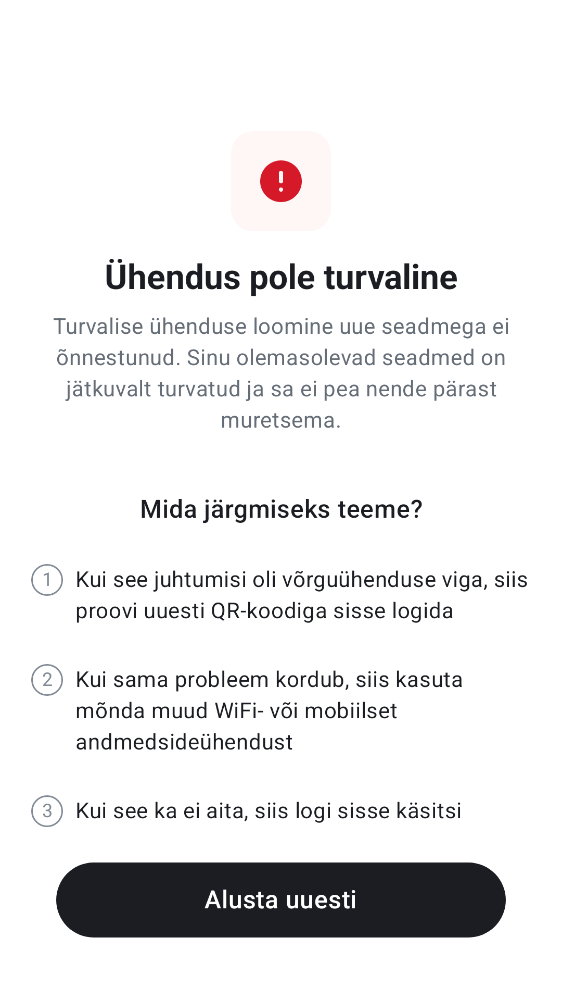 Ühendus pole turvaline
Turvalise ühenduse loomine uue seadmega ei
õnnestunud. Sinu olemasolevad seadmed on
jätkuvalt turvatud ja sa ei pea nende pärast
muretsema.
Mida järgmiseks teeme?
1 Kui see juhtumisi oli võrguühenduse viga, siis
proovi uuesti QR-koodiga sisse logida
2 Kui sama probleem kordub, siis kasuta
mõnda muud WiFi- või mobiilset
andmedsideühendust
3 Kui see ka ei aita, siis logi sisse käsitsi
Alusta uuesti